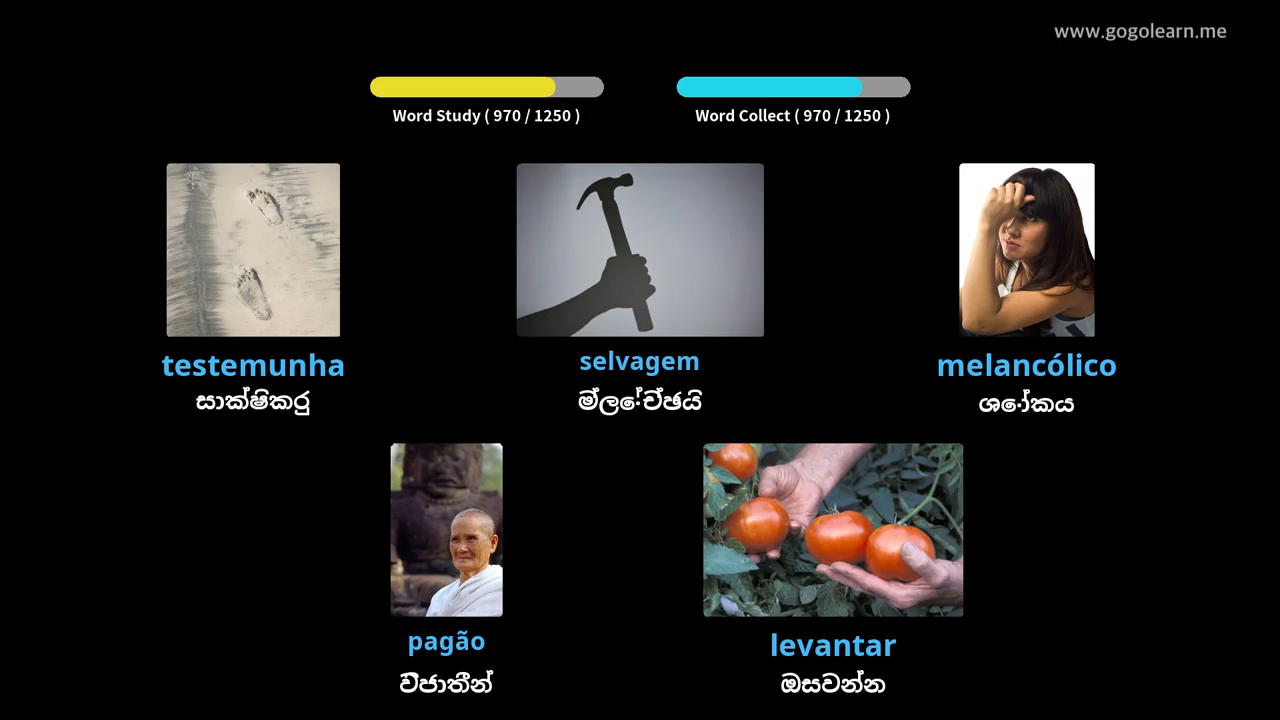 www.gogolearn.me
Word Study ( 970 / 1250 )
Word Collect ( 970 / 1250 )
testemunha
selvagem
melancólico
සාක්ෂිකරු
ම්ලේච්ඡයි
ශෝකය
pagão
levantar
විජාතීන්
ඔසවන්න